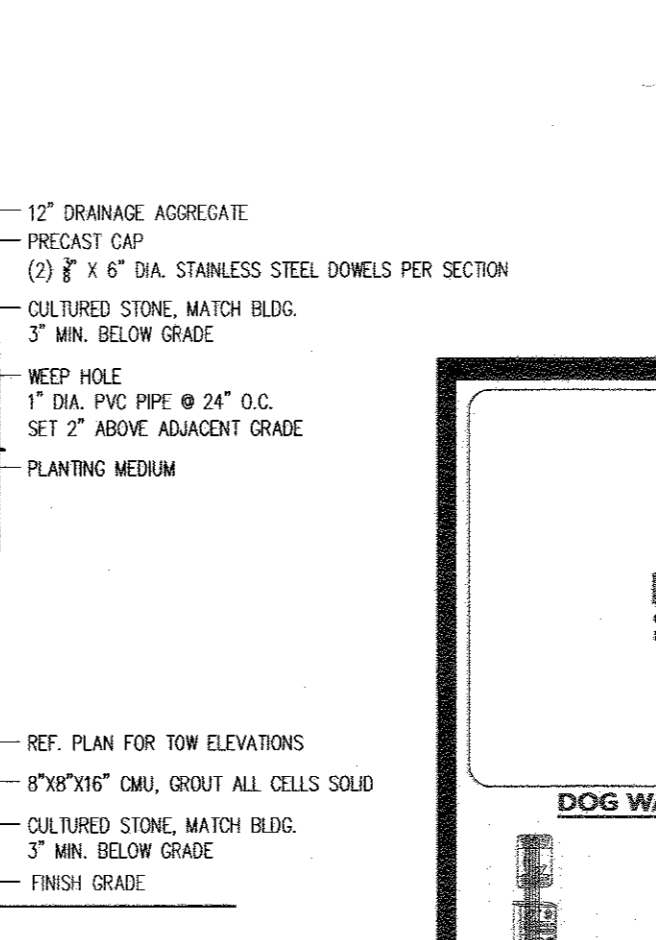 12" DRAINAGE AGGREGATE
PRECAST CAP
(2) ⅜" X 6" DIA. STAINLESS STEEL DOWELS PER SECTION
CULTURED STONE, MATCH BLDG.
3" MIN. BELOW GRADE
WEEP HOLE
1" DIA. PVC PIPE @ 24" O.C.
SET 2" ABOVE ADJACENT GRADE
PLANTING MEDIUM
REF. PLAN FOR TOW ELEVATIONS
8"X8"X16" CMU, GROUT ALL CELLS SOLID
CULTURED STONE, MATCH BLDG.
3" MIN. BELOW GRADE
FINISH GRADE
DOG WA